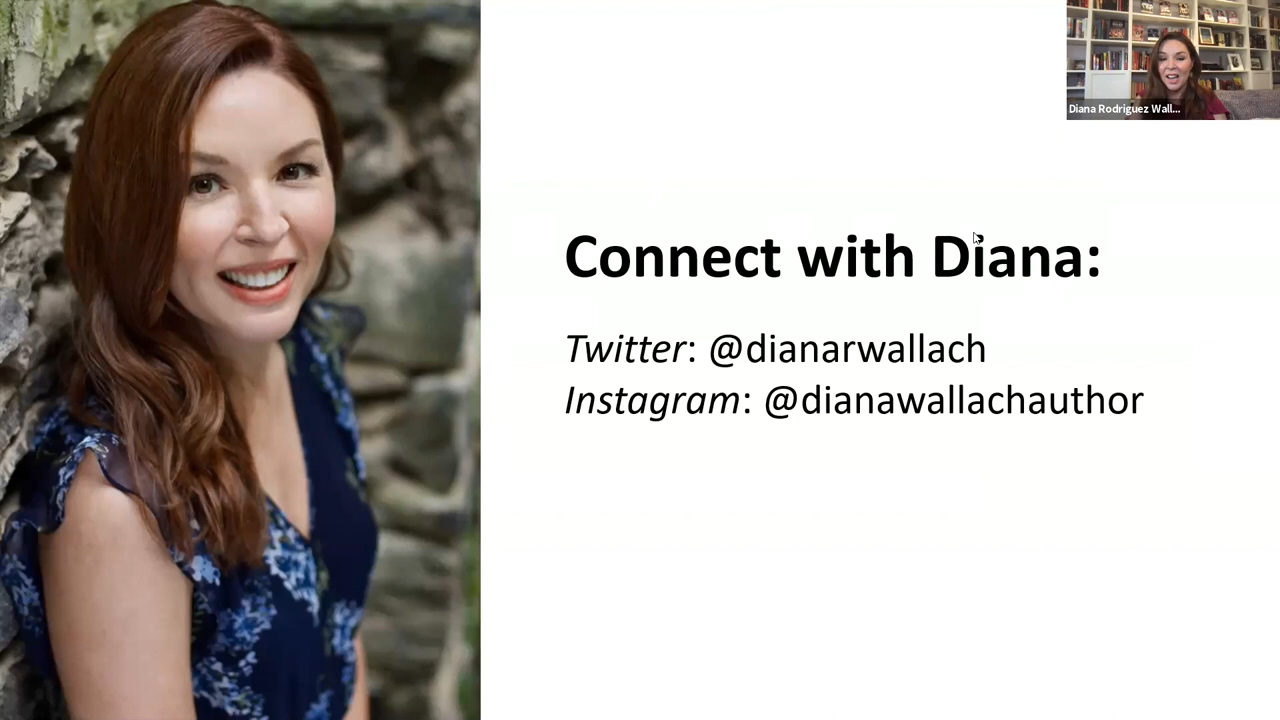 Diana Rodriguez Wall...
Connect with Diana:
Twitter: @dianarwallach
Instagram: @dianawallachauthor